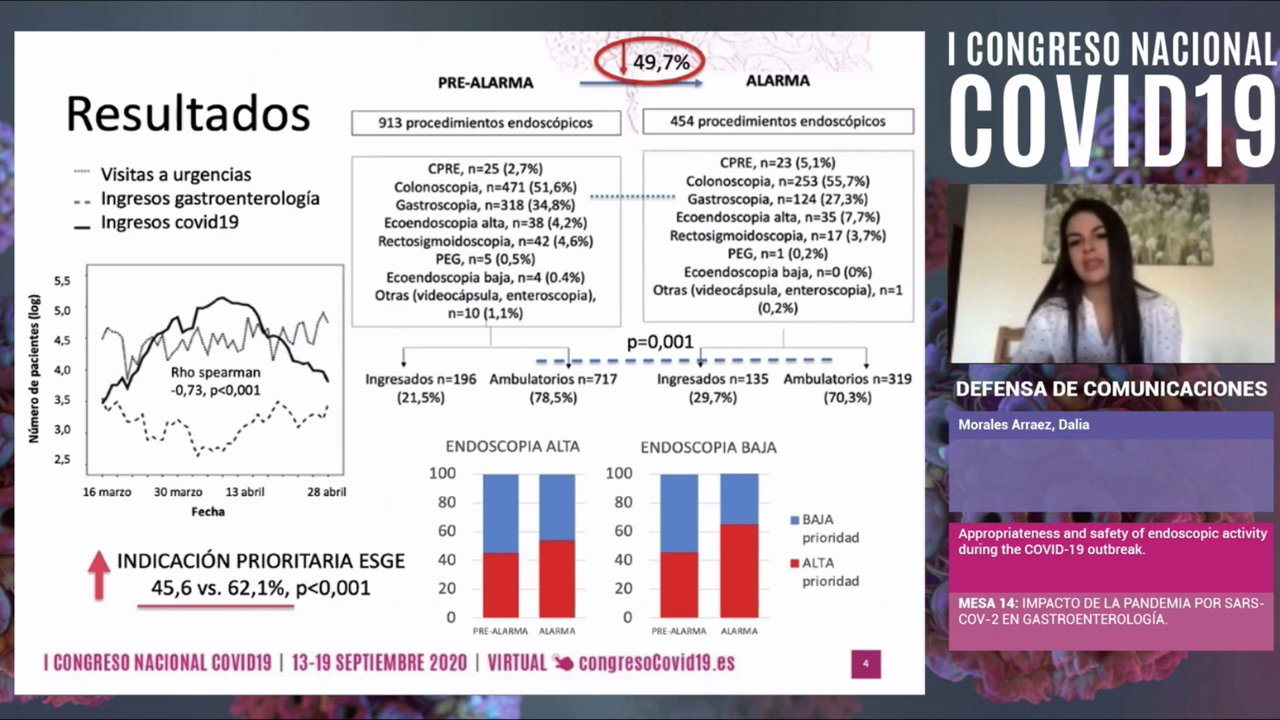 Resultados
Visitas a urgencias
Ingresos gastroenterología
Ingresos covid19
Número de pacientes (log)
5,5
5,0
4,5
4,0
3,5
3,0
2,5
Rho spearman
-0,73, p<0,001
16 marzo
30 marzo
13 abril
28 abril
Fecha
INDICACIÓN PRIORITARIA ESGE
45,6 vs. 62,1%, p<0,001
49,7%
PRE-ALARMA
ALARMA
913 procedimientos endoscópicos
454 procedimientos endoscópicos
CPRE, n=25 (2,7%)
Colonoscopia, n=471 (51,6%)
Gastroscopia, n=318 (34,8%)
Ecoendoscopia alta, n=38 (4,2%)
Rectosigmoidoscopia, n=42 (4,6%)
PEG, n=5 (0,5%)
Ecoendoscopia baja, n=4 (0.4%)
Otras (videocápsula, enteroscopia),
n=10 (1,1%)
CPRE, n=23 (5,1%)
Colonoscopia, n=253 (55,7%)
Gastroscopia, n=124 (27,3%)
Ecoendoscopia alta, n=35 (7,7%)
Rectosigmoidoscopia, n=17 (3,7%)
PEG, n=1 (0,2%)
Ecoendoscopia baja, n=0 (0%)
Otras (videocápsula, enteroscopia), n=1
(0,2%)
p=0,001
Ingresados n=196
(21,5%)
Ambulatorios n=717
(78,5%)
Ingresados n=135
(29,7%)
Ambulatorios n=319
(70,3%)
ENDOSCOPIA ALTA
100
80
60
40
20
0
PRE-ALARMA
ALARMA
ENDOSCOPIA BAJA
100
80
60
40
20
0
PRE-ALARMA
ALARMA
BAJA
prioridad
ALTA
prioridad
I CONGRESO NACIONAL COVID19 | 13-19 SEPTIEMBRE 2020 | VIRTUAL congresoCovid19.es
4
I CONGRESO NACIONAL
COVID19
DEFENSA DE COMUNICACIONES
Morales Arraez, Dalia
Appropriateness and safety of endoscopic activity
during the COVID-19 outbreak.
MESA 14: IMPACTO DE LA PANDEMIA POR SARS-
COV-2 EN GASTROENTEROLOGÍA.